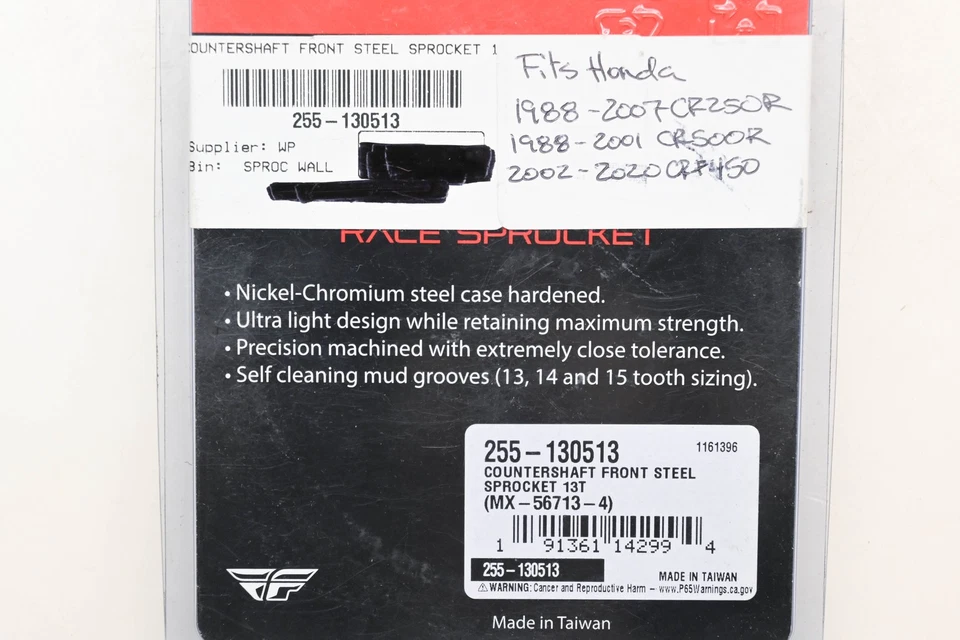 COUNTERSHAFT FRONT STEEL SPROCKET 1
255-130513
Supplier: WP
Bin: SPROC WALL
Fits Honda
1988-2007 CR250R
1988-2001 CR500R
2002-2020 CRF450
RACE SPROCKET
• Nickel-Chromium steel case hardened.
• Ultra light design while retaining maximum strength.
• Precision machined with extremely close tolerance.
• Self cleaning mud grooves (13, 14 and 15 tooth sizing).
255-130513 1161396
COUNTERSHAFT FRONT STEEL
SPROCKET 13T
(MX-56713-4)
1 91361 14299 4
255-130513
MADE IN TAIWAN
⚠WARNING: Cancer and Reproductive Harm - www.P65Warnings.ca.gov
Made in Taiwan